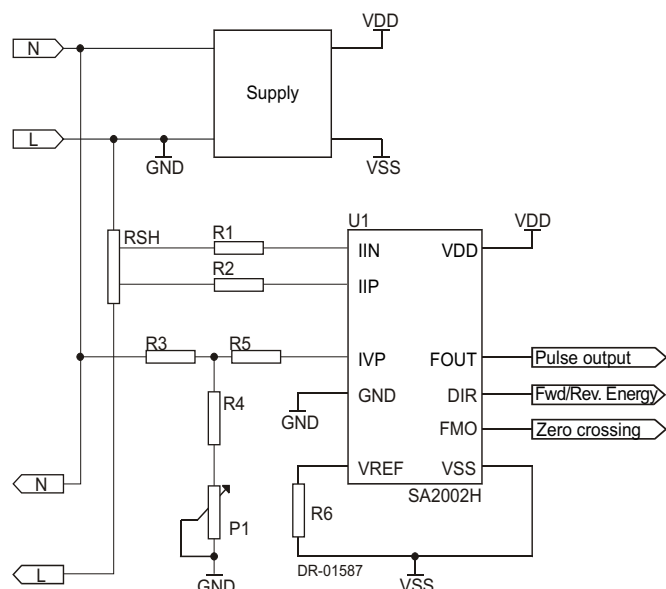 VDD
N
Supply
L
GND
VSS
U1
VDD
RSH
R1
IIN
VDD
R2
IIP
R3
R5
IVP
FOUT
Pulse output
R4
GND
DIR
Fwd/Rev. Energy
GND
FMO
Zero crossing
VREF
VSS
N
SA2002H
R6
P1
L
DR-01587
GND
VSS